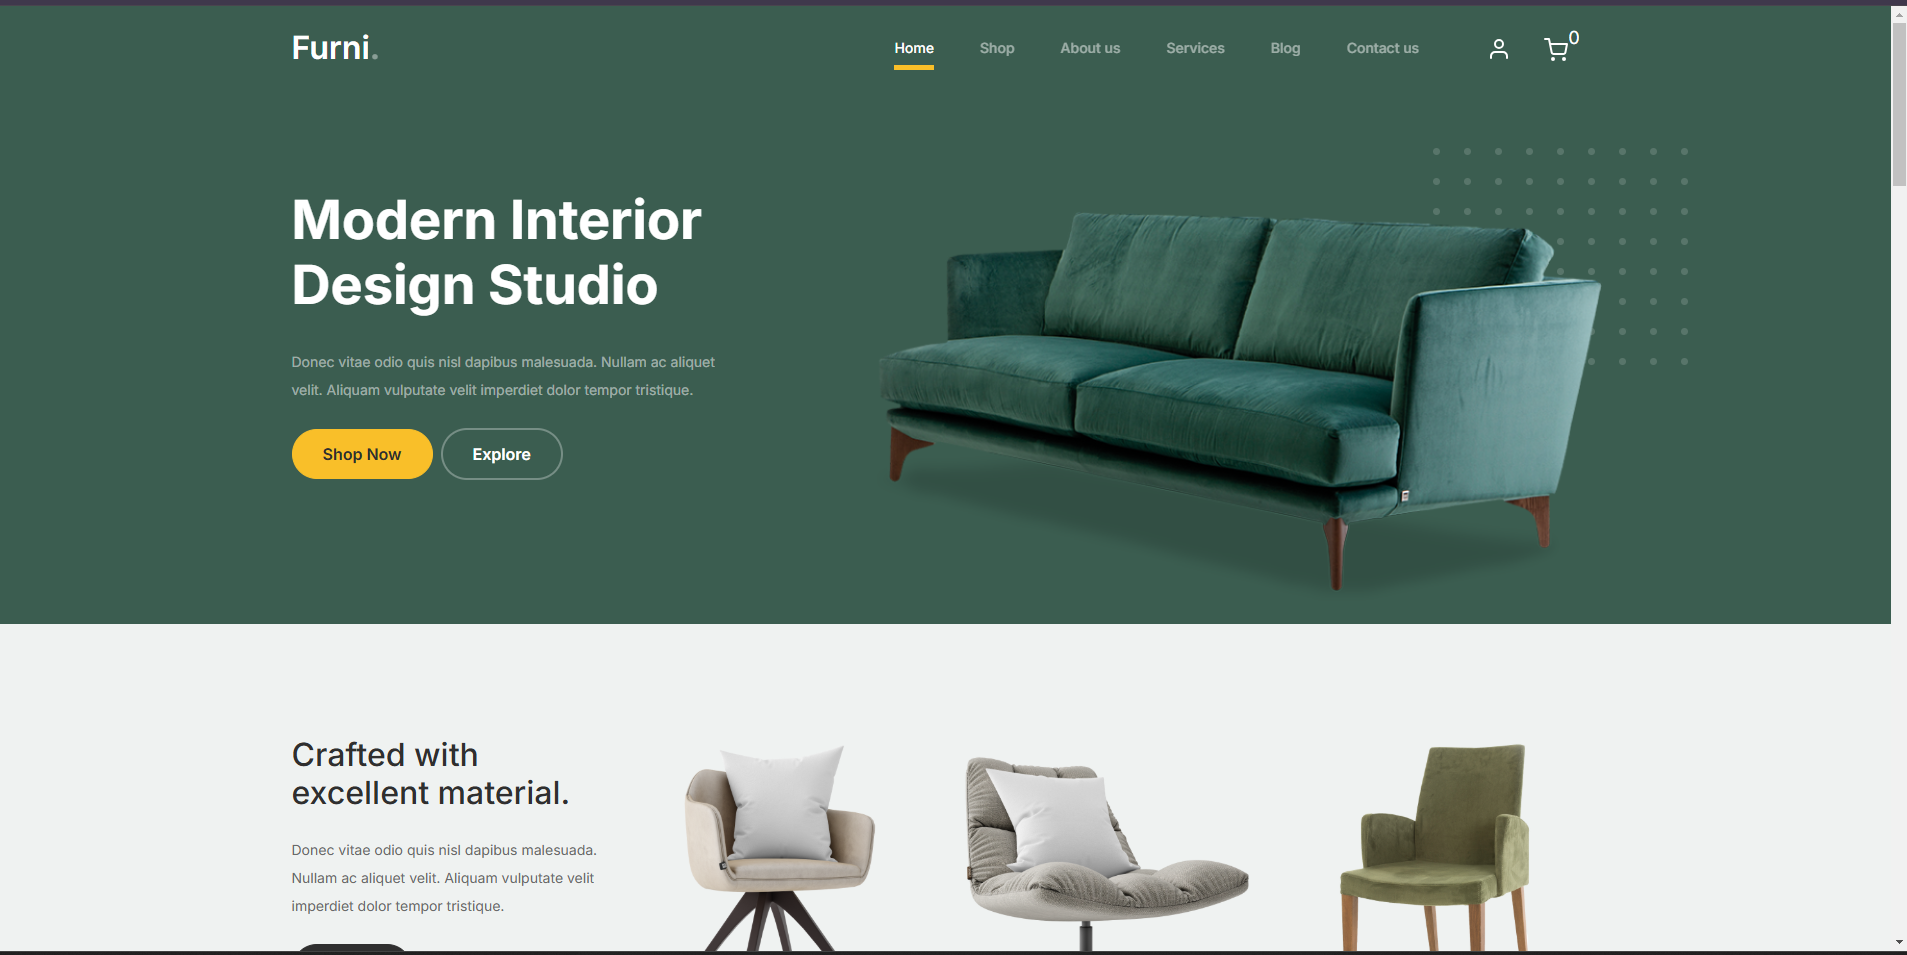 Furni.
Home
Shop
About us
Services
Blog
Contact us
0
Modern Interior
Design Studio
Donec vitae odio quis nisl dapibus malesuada. Nullam ac aliquet
velit. Aliquam vulputate velit imperdiet dolor tempor tristique.
Shop Now
Explore
Crafted with
excellent material.
Donec vitae odio quis nisl dapibus malesuada.
Nullam ac aliquet velit. Aliquam vulputate velit
imperdiet dolor tempor tristique.